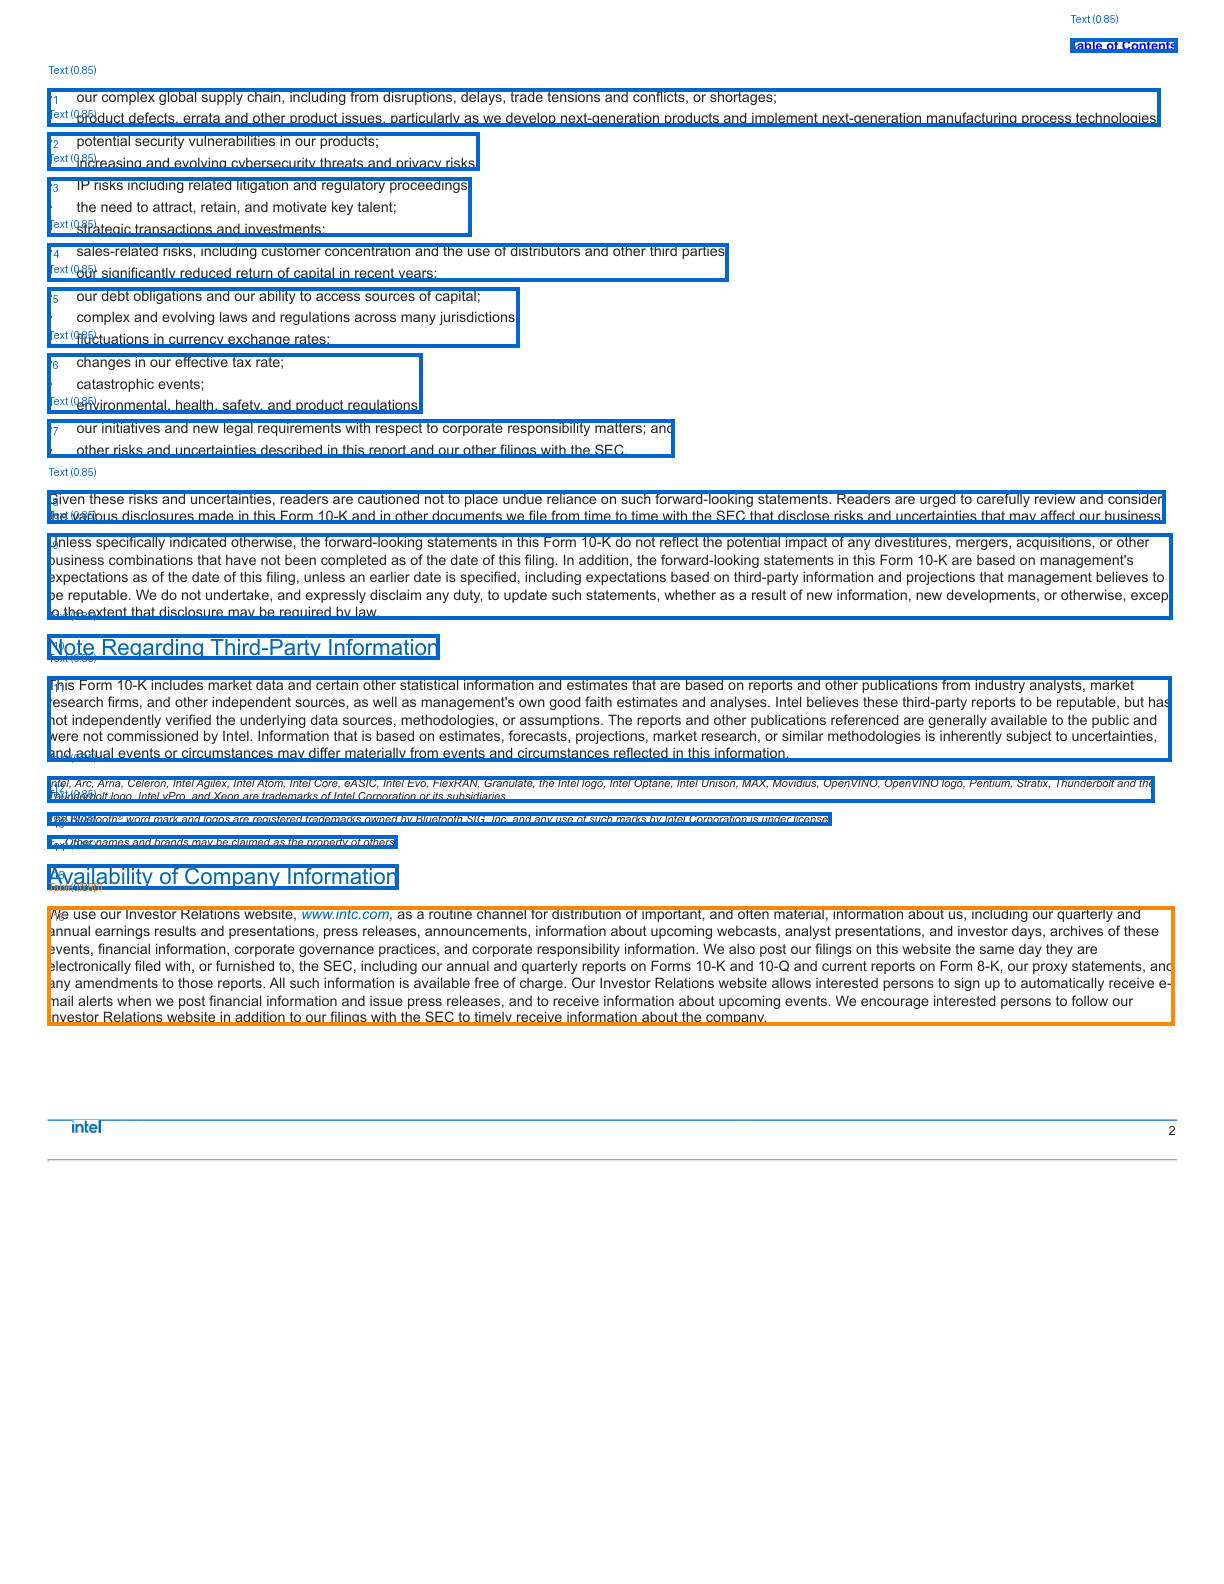 Text (0.85)
Table of Contents
Text (0.85)
our complex global supply chain, including from disruptions, delays, trade tensions and conflicts, or shortages;
Text (0.85)
product defects, errata and other product issues, particularly as we develop next-generation products and implement next-generation manufacturing process technologies
potential security vulnerabilities in our products;
Text (0.85)
increasing and evolving cybersecurity threats and privacy risks
IP risks including related litigation and regulatory proceedings
the need to attract, retain, and motivate key talent;
Text (0.85)
strategic transactions and investments;
sales-related risks, including customer concentration and the use of distributors and other third parties
Text (0.85)
our significantly reduced return of capital in recent years;
our debt obligations and our ability to access sources of capital;
complex and evolving laws and regulations across many jurisdictions
Text (0.85)
fluctuations in currency exchange rates;
changes in our effective tax rate;
catastrophic events;
Text (0.85)
environmental, health, safety, and product regulations
our initiatives and new legal requirements with respect to corporate responsibility matters; and
other risks and uncertainties described in this report and our other filings with the SEC.
Text (0.85)
Given these risks and uncertainties, readers are cautioned not to place undue reliance on such forward-looking statements. Readers are urged to carefully review and consider
the various disclosures made in this Form 10-K and in other documents we file from time to time with the SEC that disclose risks and uncertainties that may affect our business
Unless specifically indicated otherwise, the forward-looking statements in this Form 10-K do not reflect the potential impact of any divestitures, mergers, acquisitions, or other
business combinations that have not been completed as of the date of this filing. In addition, the forward-looking statements in this Form 10-K are based on management's
expectations as of the date of this filing, unless an earlier date is specified, including expectations based on third-party information and projections that management believes to
be reputable. We do not undertake, and expressly disclaim any duty, to update such statements, whether as a result of new information, new developments, or otherwise, excep
to the extent that disclosure may be required by law.
Note Regarding Third-Party Information
Text (0.85)
This Form 10-K includes market data and certain other statistical information and estimates that are based on reports and other publications from industry analysts, market
research firms, and other independent sources, as well as management's own good faith estimates and analyses. Intel believes these third-party reports to be reputable, but has
not independently verified the underlying data sources, methodologies, or assumptions. The reports and other publications referenced are generally available to the public and
were not commissioned by Intel. Information that is based on estimates, forecasts, projections, market research, or similar methodologies is inherently subject to uncertainties,
and actual events or circumstances may differ materially from events and circumstances reflected in this information.
Intel, Arc, Arria, Celeron, Intel Agilex, Intel Atom, Intel Core, eASIC, Intel Evo, FlexRAN, Granulate, the Intel logo, Intel Optane, Intel Unison, MAX, Movidius, OpenVINO, OpenVINO logo, Pentium, Stratix, Thunderbolt and the
Thunderbolt logo, Intel vPro, and Xeon are trademarks of Intel Corporation or its subsidiaries.
The Bluetooth® word mark and logos are registered trademarks owned by Bluetooth SIG, Inc. and any use of such marks by Intel Corporation is under license
Other names and brands may be claimed as the property of others
Availability of Company Information
We use our Investor Relations website, www.intc.com, as a routine channel for distribution of important, and often material, information about us, including our quarterly and
annual earnings results and presentations, press releases, announcements, information about upcoming webcasts, analyst presentations, and investor days, archives of these
events, financial information, corporate governance practices, and corporate responsibility information. We also post our filings on this website the same day they are
electronically filed with, or furnished to, the SEC, including our annual and quarterly reports on Forms 10-K and 10-Q and current reports on Form 8-K, our proxy statements, and
any amendments to those reports. All such information is available free of charge. Our Investor Relations website allows interested persons to sign up to automatically receive e-
mail alerts when we post financial information and issue press releases, and to receive information about upcoming events. We encourage interested persons to follow our
Investor Relations website in addition to our filings with the SEC to timely receive information about the company.
intel
2